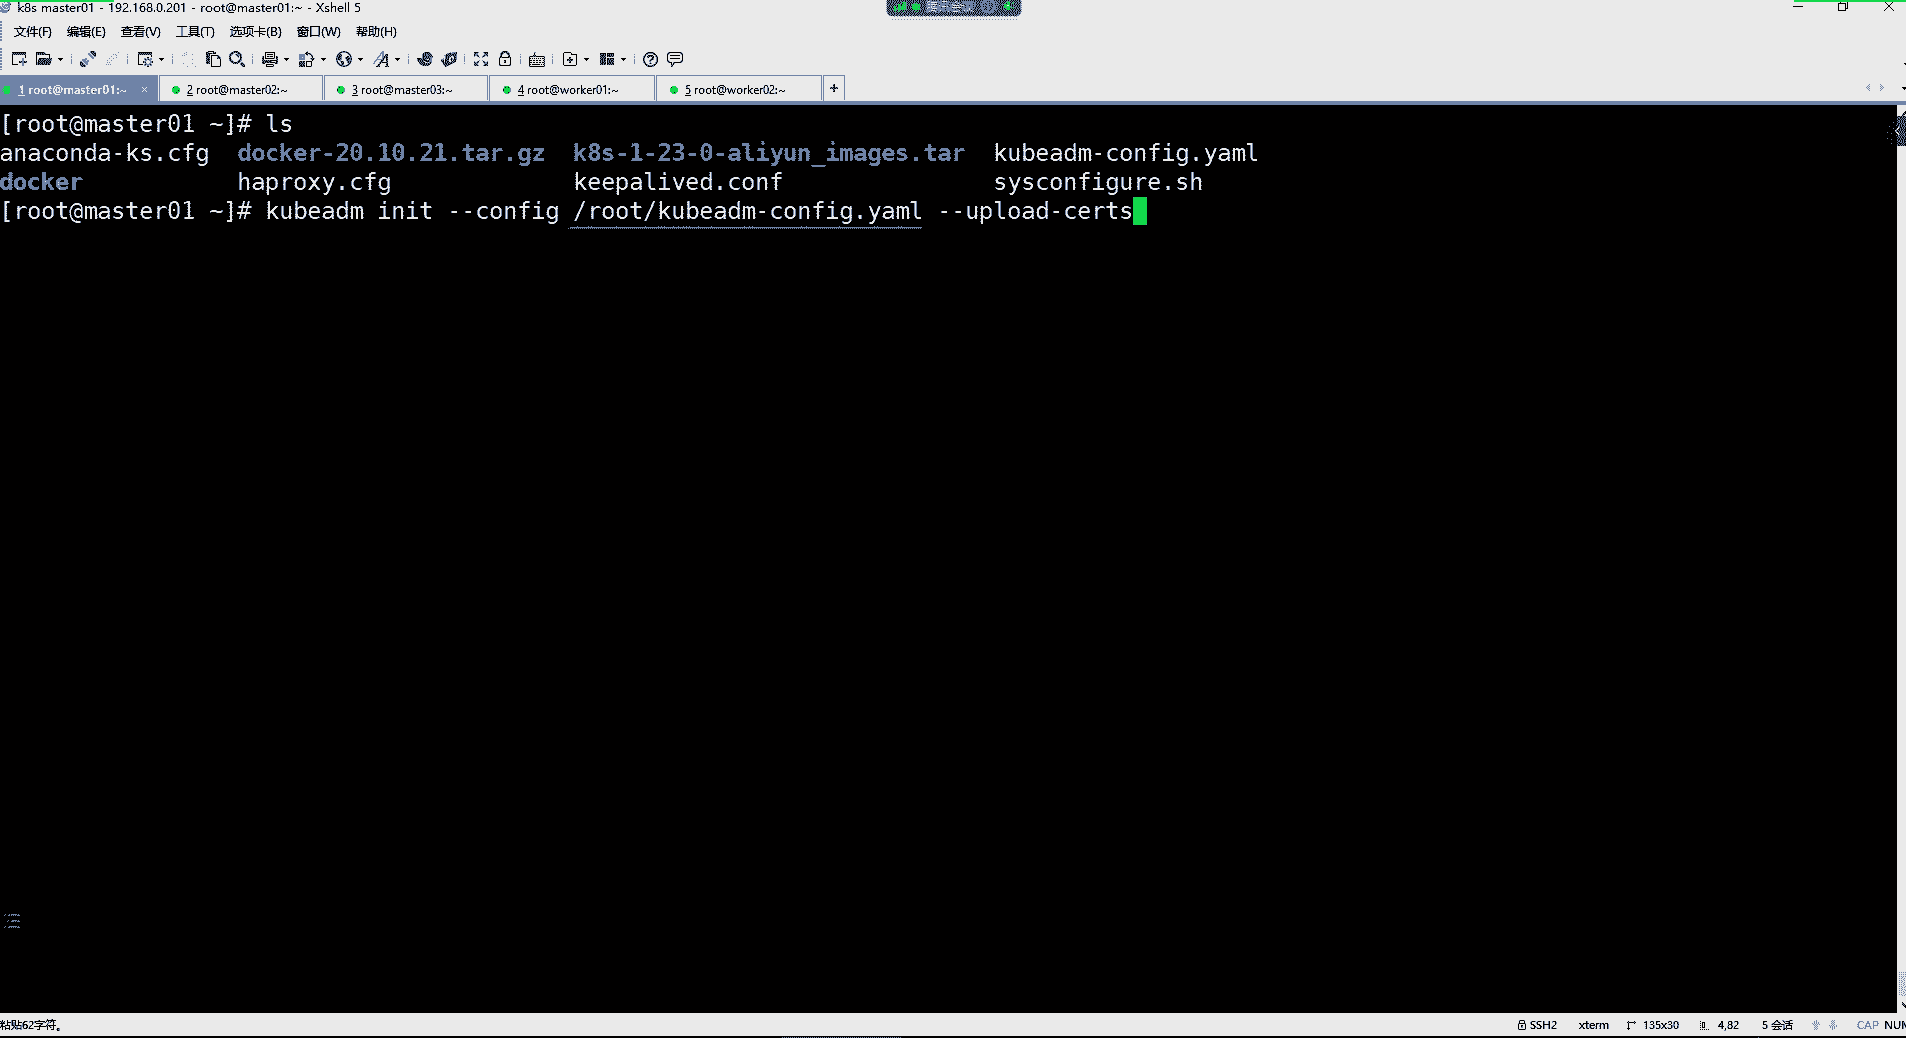 k8s master01 - 192.168.0.201 - root@master01:~ - Xshell 5
文件(F) 编辑(E) 查看(V) 工具(T) 选项卡(B) 窗口(W) 帮助(H)
1 root@master01:~ × 2 root@master02:~ 3 root@master03:~ 4 root@worker01:~ 5 root@worker02:~ +
[root@master01 ~]# ls
anaconda-ks.cfg docker-20.10.21.tar.gz k8s-1-23-0-aliyun_images.tar kubeadm-config.yaml
docker haproxy.cfg keepalived.conf sysconfigure.sh
[root@master01 ~]# kubeadm init --config /root/kubeadm-config.yaml --upload-certs
粘贴62字符。 SSH2 xterm 135x30 4,82 5 会话 CAP NUM